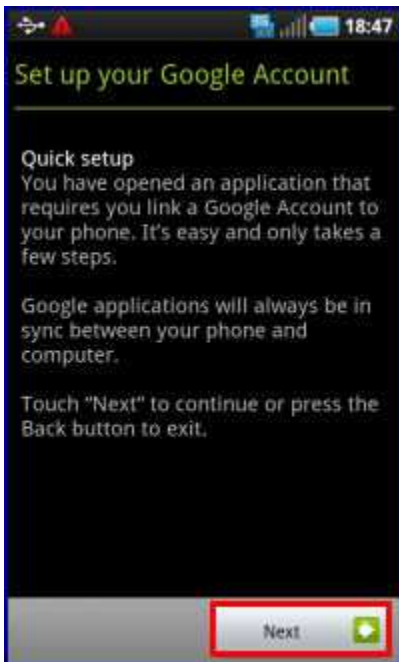 18:47
Set up your Google Account
Quick setup
You have opened an application that
requires you link a Google Account to
your phone. It's easy and only takes a
few steps.
Google applications will always be in
sync between your phone and
computer.
Touch “Next” to continue or press the
Back button to exit.
Next